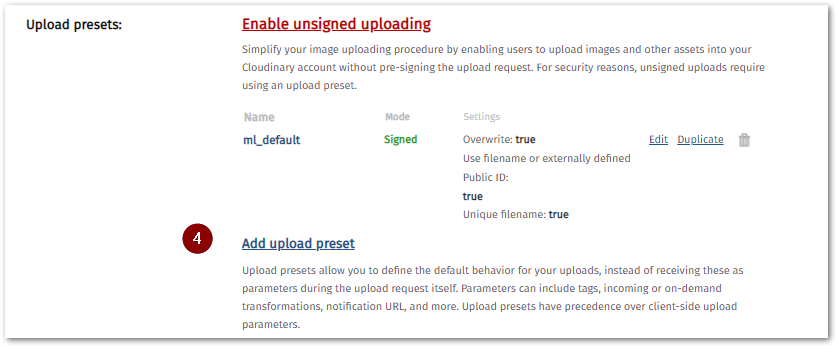 Upload presets:
Enable unsigned uploading
Simplify your image uploading procedure by enabling users to upload images and other assets into your
Cloudinary account without pre-signing the upload request. For security reasons, unsigned uploads require
using an upload preset.
Name Mode Settings
ml_default Signed Overwrite: true Edit Duplicate
Use filename or externally defined
Public ID:
true
Unique filename: true
4
Add upload preset
Upload presets allow you to define the default behavior for your uploads, instead of receiving these as
parameters during the upload request itself. Parameters can include tags, incoming or on-demand
transformations, notification URL, and more. Upload presets have precedence over client-side upload
parameters.